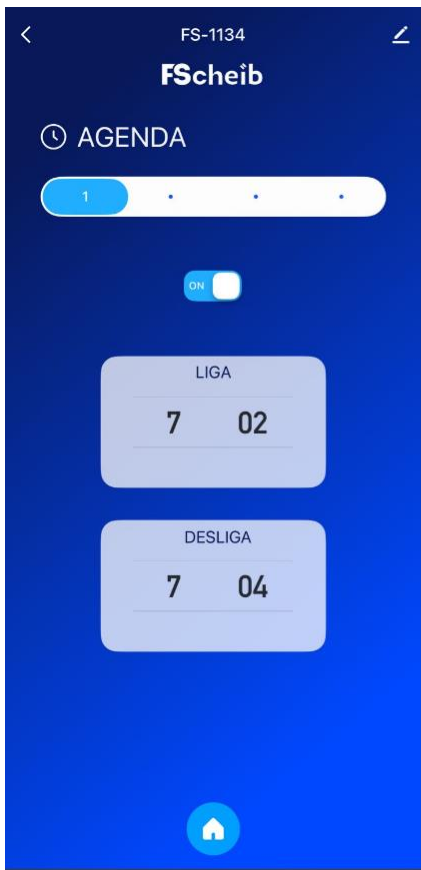 FS-1134
FScheib
AGENDA
1
ON
LIGA
7 02
DESLIGA
7 04